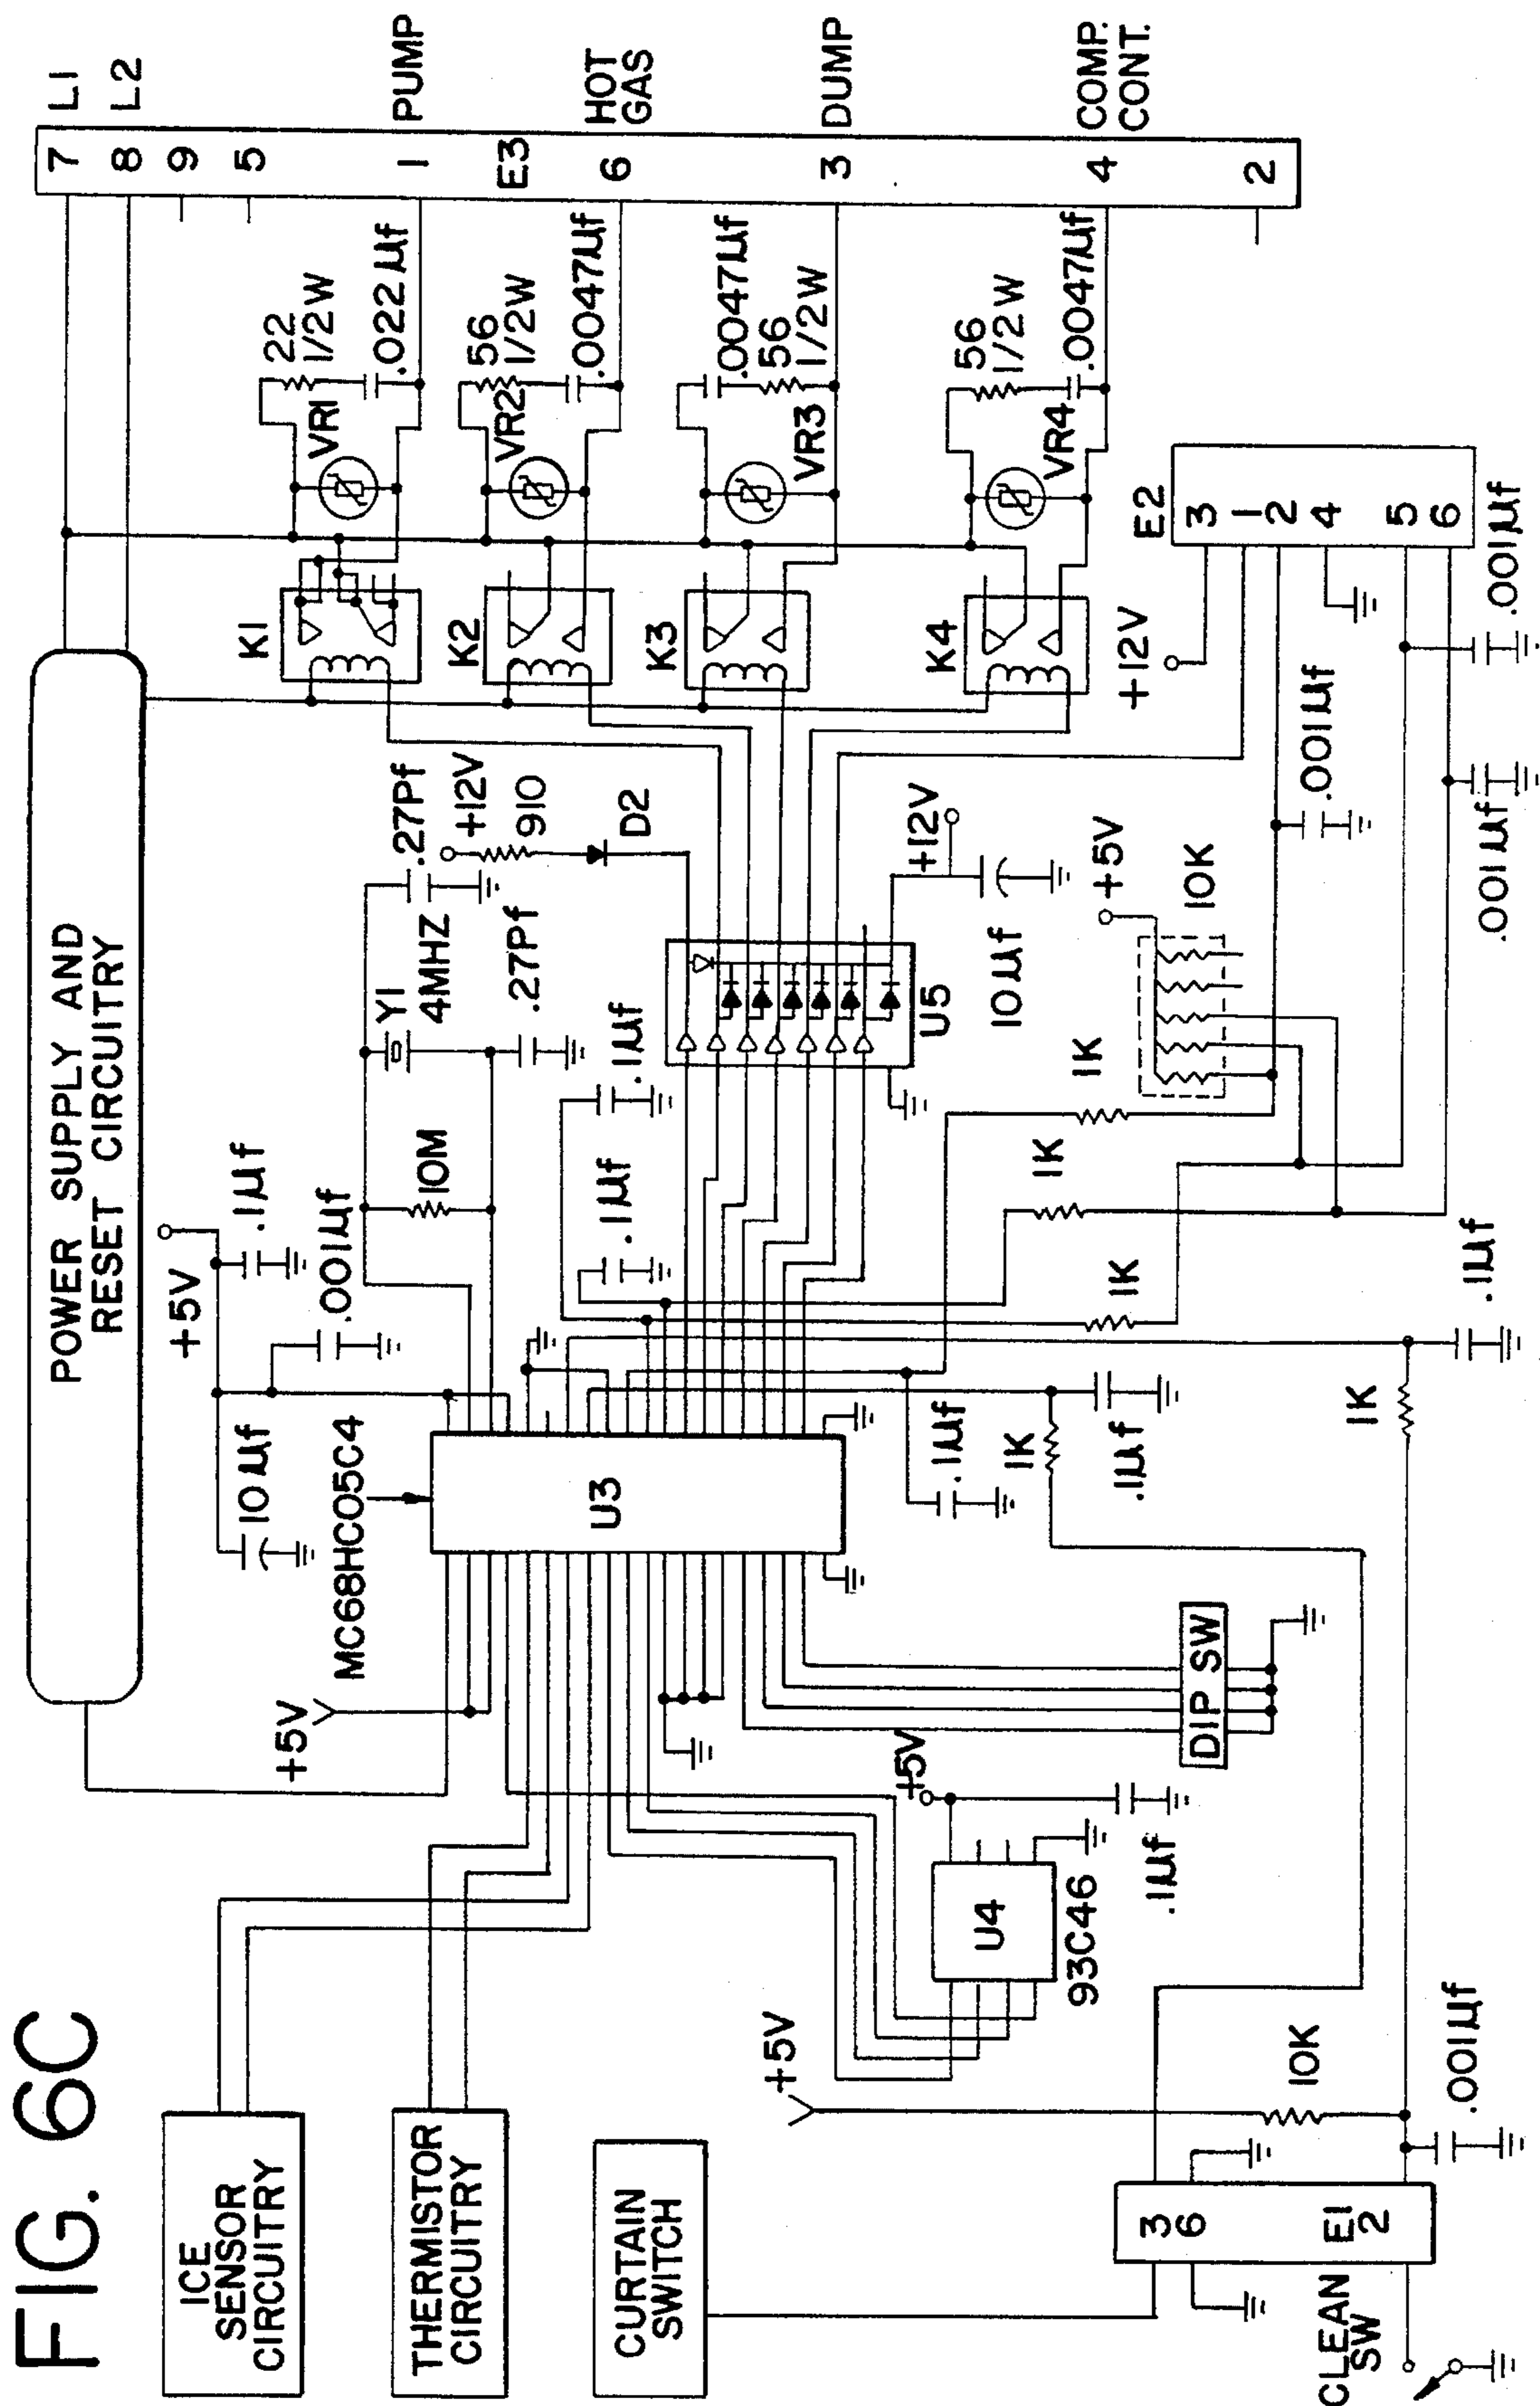 FIG. 6C
POWER SUPPLY AND
RESET CIRCUITRY
7
L1
8
L2
9
5
1
PUMP
E3
6
HOT
GAS
3
DUMP
4
COMP.
CONT.
2
ICE
SENSOR
CIRCUITRY
THERMISTOR
CIRCUITRY
CURTAIN
SWITCH
+5V
MC68HC05C4
10µf
+5V
.1µf
.001µf
10M
Y1
4MHZ
.27Pf
.27Pf
+12V
910
D2
.1µf
.1µf
K1
VR1
22
1/2W
.022µf
K2
VR2
56
1/2W
.0047µf
K3
VR3
.0047µf
56
1/2W
K4
VR4
56
1/2W
.0047µf
U3
U5
+12V
10µf
+5V
10K
1K
1K
1K
.1µf
1K
.1µf
1K
.1µf
+12V
E2
3
1
2
4
5
6
.001µf
.001µf
.001µf
DIP SW
+5V
U4
93C46
.1µf
+5V
10K
.001µf
3
6
E1
2
CLEAN
SW